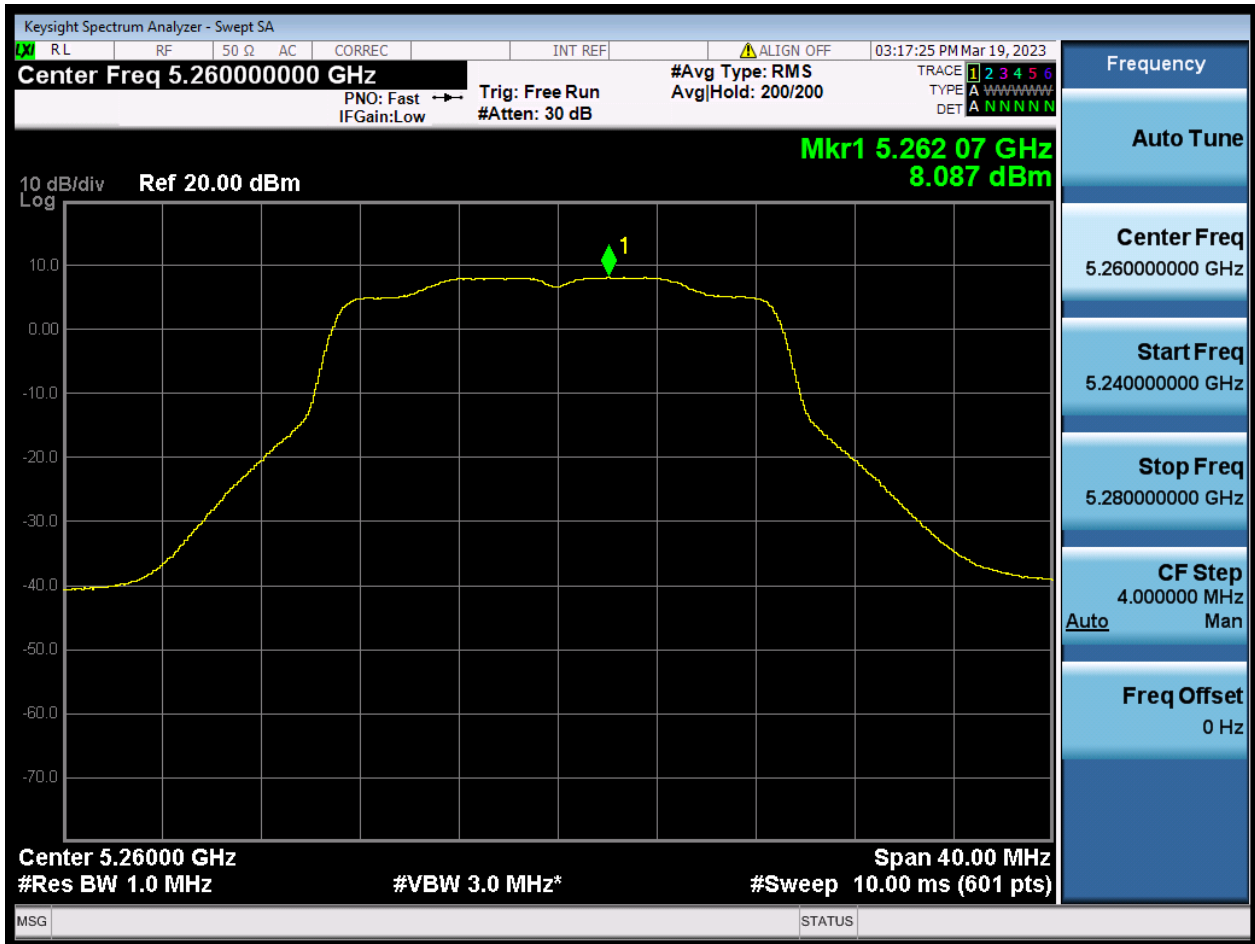 Keysight Spectrum Analyzer - Swept SA
LXI RL RF 50 Ω AC CORREC INT REF ALIGN OFF 03:17:25 PM Mar 19, 2023
Center Freq 5.260000000 GHz
PNO: Fast
IFGain:Low
Trig: Free Run
#Atten: 30 dB
#Avg Type: RMS
Avg|Hold: 200/200
TRACE 1 2 3 4 5 6
TYPE A WWWWW
DET A N N N N N
Mkr1 5.262 07 GHz
8.087 dBm
10 dB/div Ref 20.00 dBm
Log
10.0
0.00
-10.0
-20.0
-30.0
-40.0
-50.0
-60.0
-70.0
1
Center 5.26000 GHz Span 40.00 MHz
#Res BW 1.0 MHz #VBW 3.0 MHz* #Sweep 10.00 ms (601 pts)
MSG STATUS
Frequency
Auto Tune
Center Freq
5.260000000 GHz
Start Freq
5.240000000 GHz
Stop Freq
5.280000000 GHz
CF Step
4.000000 MHz
Auto Man
Freq Offset
0 Hz